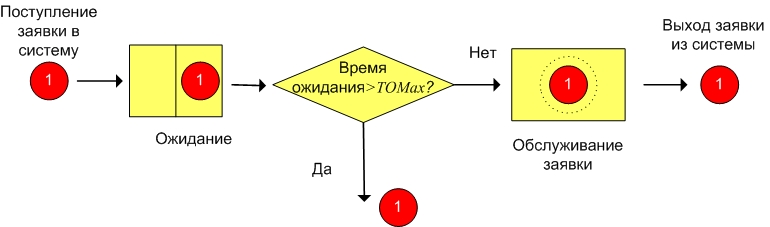 Поступление
заявки в
систему
1
1
Ожидание
Время
ожидания>TOMax?
Нет
Да
1
1
Обслуживание
заявки
Выход заявки
из системы
1